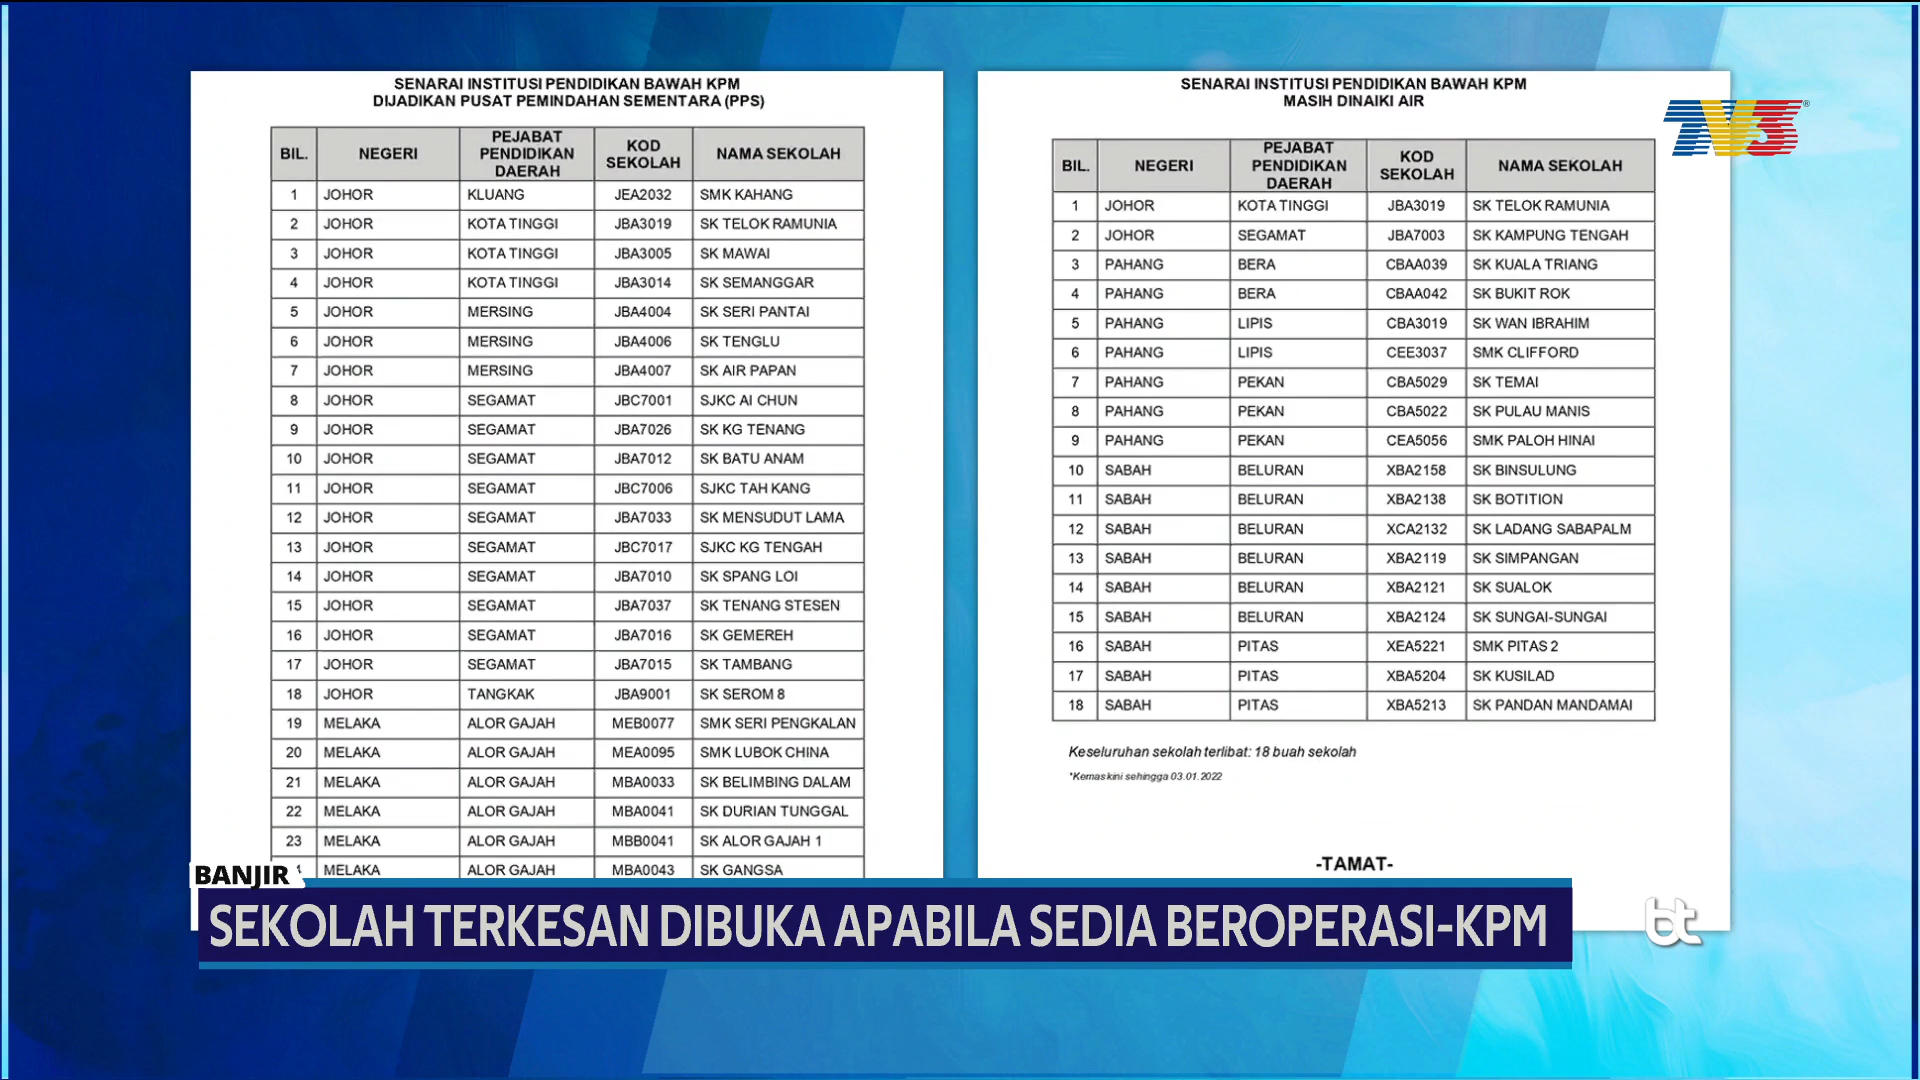 SENARAI INSTITUSI PENDIDIKAN BAWAH KPM
DIJADIKAN PUSAT PEMINDAHAN SEMENTARA (PPS)
BIL. NEGERI PEJABAT PENDIDIKAN DAERAH KOD SEKOLAH NAMA SEKOLAH
1 JOHOR KLUANG JEA2032 SMK KAHANG
2 JOHOR KOTA TINGGI JBA3019 SK TELOK RAMUNIA
3 JOHOR KOTA TINGGI JBA3005 SK MAWAI
4 JOHOR KOTA TINGGI JBA3014 SK SEMANGGAR
5 JOHOR MERSING JBA4004 SK SERI PANTAI
6 JOHOR MERSING JBA4006 SK TENGLU
7 JOHOR MERSING JBA4007 SK AIR PAPAN
8 JOHOR SEGAMAT JBC7001 SJKC AI CHUN
9 JOHOR SEGAMAT JBA7026 SK KG TENANG
10 JOHOR SEGAMAT JBA7012 SK BATU ANAM
11 JOHOR SEGAMAT JBC7006 SJKC TAH KANG
12 JOHOR SEGAMAT JBA7033 SK MENSUDUT LAMA
13 JOHOR SEGAMAT JBC7017 SJKC KG TENGAH
14 JOHOR SEGAMAT JBA7010 SK SPANG LOI
15 JOHOR SEGAMAT JBA7037 SK TENANG STESEN
16 JOHOR SEGAMAT JBA7016 SK GEMEREH
17 JOHOR SEGAMAT JBA7015 SK TAMBANG
18 JOHOR TANGKAK JBA9001 SK SEROM 8
19 MELAKA ALOR GAJAH MEB0077 SMK SERI PENGKALAN
20 MELAKA ALOR GAJAH MEA0095 SMK LUBOK CHINA
21 MELAKA ALOR GAJAH MBA0033 SK BELIMBING DALAM
22 MELAKA ALOR GAJAH MBA0041 SK DURIAN TUNGGAL
23 MELAKA ALOR GAJAH MBB0041 SK ALOR GAJAH 1
MELAKA ALOR GAJAH MBA0043 SK GANGSA
SENARAI INSTITUSI PENDIDIKAN BAWAH KPM
MASIH DINAIKI AIR
BIL. NEGERI PEJABAT PENDIDIKAN DAERAH KOD SEKOLAH NAMA SEKOLAH
1 JOHOR KOTA TINGGI JBA3019 SK TELOK RAMUNIA
2 JOHOR SEGAMAT JBA7003 SK KAMPUNG TENGAH
3 PAHANG BERA CBAA039 SK KUALA TRIANG
4 PAHANG BERA CBAA042 SK BUKIT ROK
5 PAHANG LIPIS CBA3019 SK WAN IBRAHIM
6 PAHANG LIPIS CEE3037 SMK CLIFFORD
7 PAHANG PEKAN CBA5029 SK TEMAI
8 PAHANG PEKAN CBA5022 SK PULAU MANIS
9 PAHANG PEKAN CEA5056 SMK PALOH HINAI
10 SABAH BELURAN XBA2158 SK BINSULUNG
11 SABAH BELURAN XBA2138 SK BOTITION
12 SABAH BELURAN XCA2132 SK LADANG SABAPALM
13 SABAH BELURAN XBA2119 SK SIMPANGAN
14 SABAH BELURAN XBA2121 SK SUALOK
15 SABAH BELURAN XBA2124 SK SUNGAI-SUNGAI
16 SABAH PITAS XEA5221 SMK PITAS 2
17 SABAH PITAS XBA5204 SK KUSILAD
18 SABAH PITAS XBA5213 SK PANDAN MANDAMAI
Keseluruhan sekolah terlibat: 18 buah sekolah
*Kemaskini sehingga 03.01.2022
-TAMAT-
TV3®
BANJIR
SEKOLAH TERKESAN DIBUKA APABILA SEDIA BEROPERASI-KPM
bt